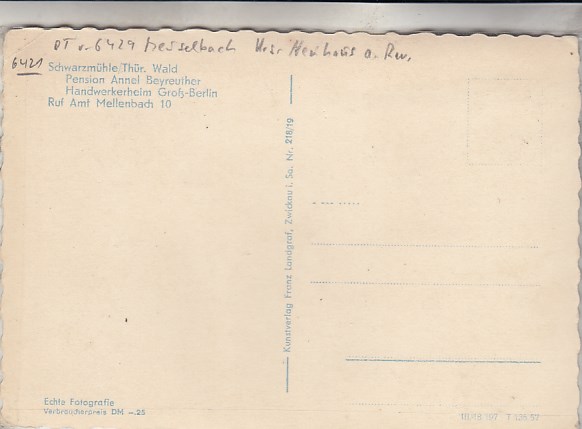 OT v. 6429 Messelbach Kr. Neuhaus a. Rw.
6421
Schwarzmühle Thür. Wald
Pension Annel Beyreuther
Handwerkerheim Groß-Berlin
Ruf Amt Mellenbach 10
Kunstverlag Franz Landgraf, Zwickau i. Sa. Nr. 218/19
Echte Fotografie
Verbraucherpreis DM –.25